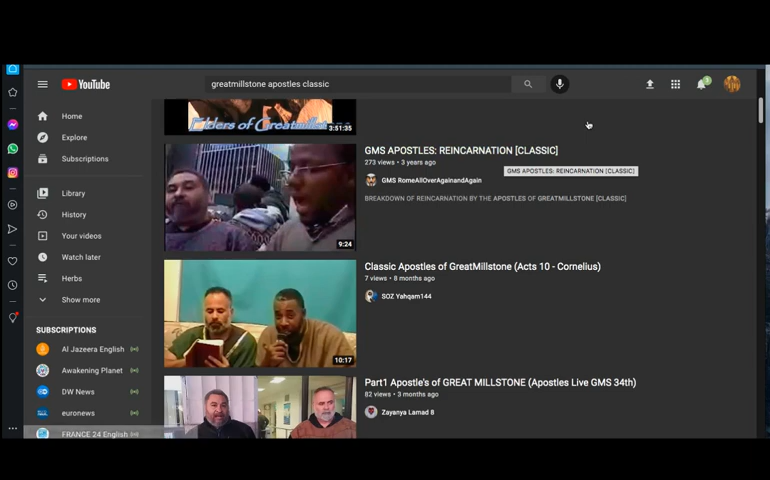 YouTube
greatmillstone apostles classic
3
Home
Explore
Subscriptions
Library
History
Your videos
Watch later
Herbs
Show more
SUBSCRIPTIONS
Al Jazeera English
Awakening Planet
DW News
euronews
FRANCE 24 English
Elders of Greatmillst
3:51:35
GMS APOSTLES: REINCARNATION [CLASSIC]
273 views • 3 years ago
GMS APOSTLES: REINCARNATION [CLASSIC]
GMS RomeAllOverAgainandAgain
BREAKDOWN OF REINCARNATION BY THE APOSTLES OF GREATMILLSTONE [CLASSIC]
9:24
Classic Apostles of GreatMillstone (Acts 10 - Cornelius)
7 views • 8 months ago
SOZ Yahqam144
10:17
Part1 Apostle's of GREAT MILLSTONE (Apostles Live GMS 34th)
82 views • 3 months ago
Zayanya Lamad 8